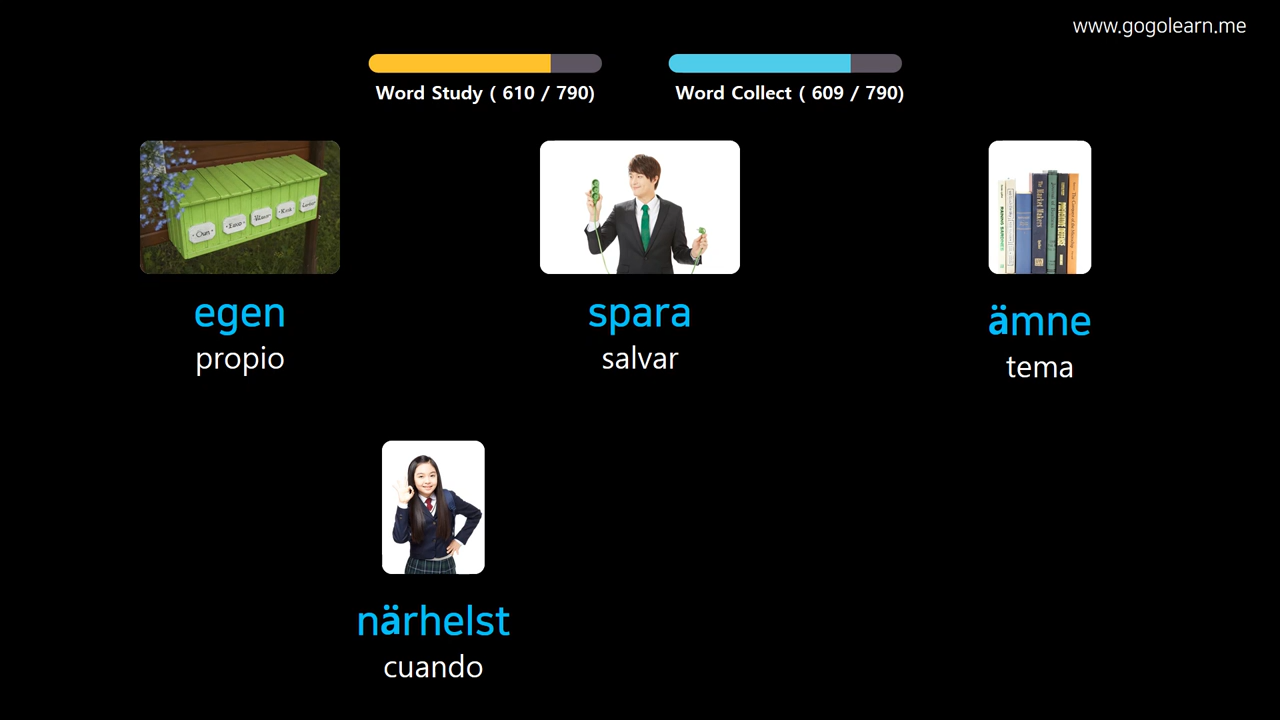 www.gogolearn.me
Word Study ( 610 / 790)
Word Collect ( 609 / 790)
egen
propio
spara
salvar
ämne
tema
närhelst
cuando